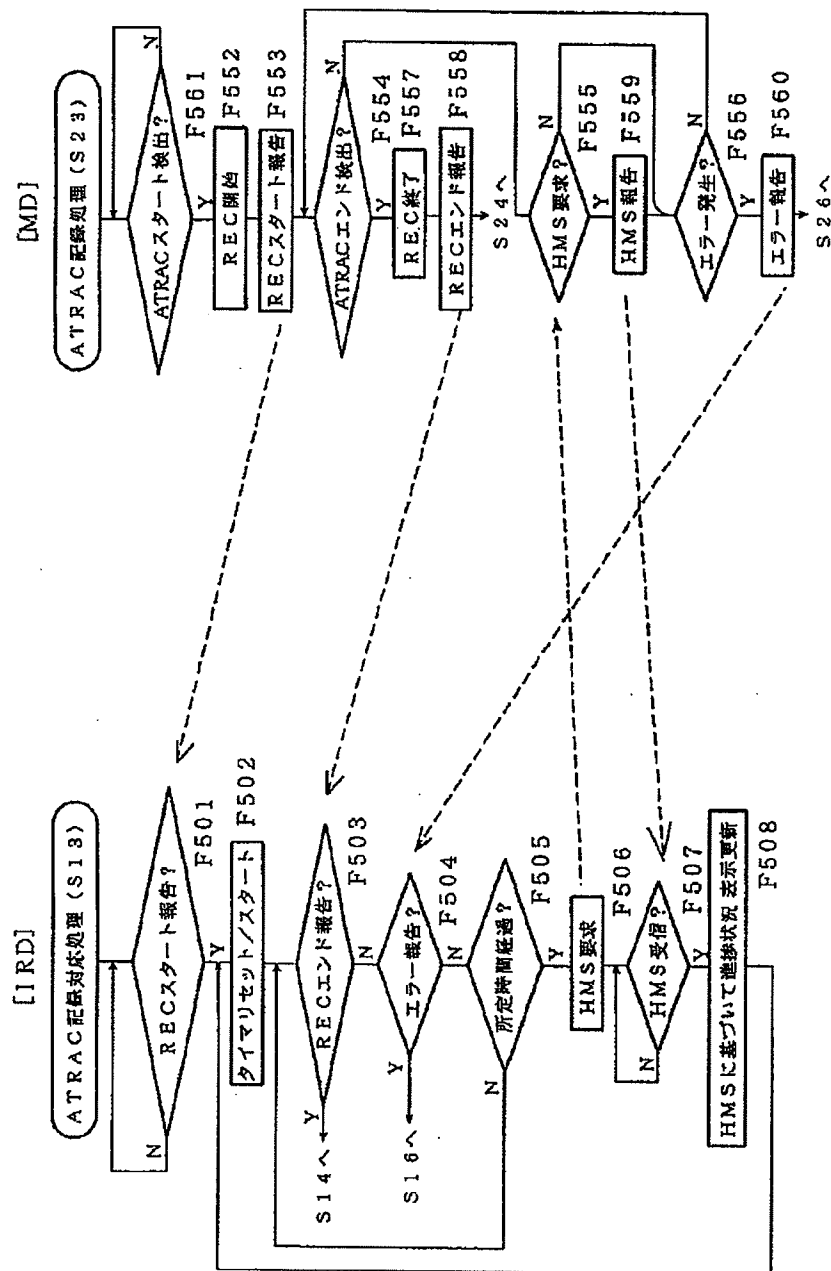 [IRD]
ATRAC記録対応処理(S13)
RECスタート報告?
N
F501
Y
タイマリセット/スタート
F502
RECエンド報告?
F503
Y
S14へ
N
エラー報告?
F504
Y
S16へ
N
所定時間経過?
F505
N
Y
HMS要求
F506
HMS受信?
N
F507
Y
HMSに基づいて進捗状況 表示更新
F508
[MD]
ATRAC記録処理(S23)
ATRACスタート検出?
N
F561
Y
REC開始
F552
RECスタート報告
F553
ATRACエンド検出?
N
F554
Y
REC終了
F557
RECエンド報告
F558
S24へ
HMS要求?
N
F555
Y
HMS報告
F559
エラー発生?
N
F556
Y
エラー報告
F560
S26へ